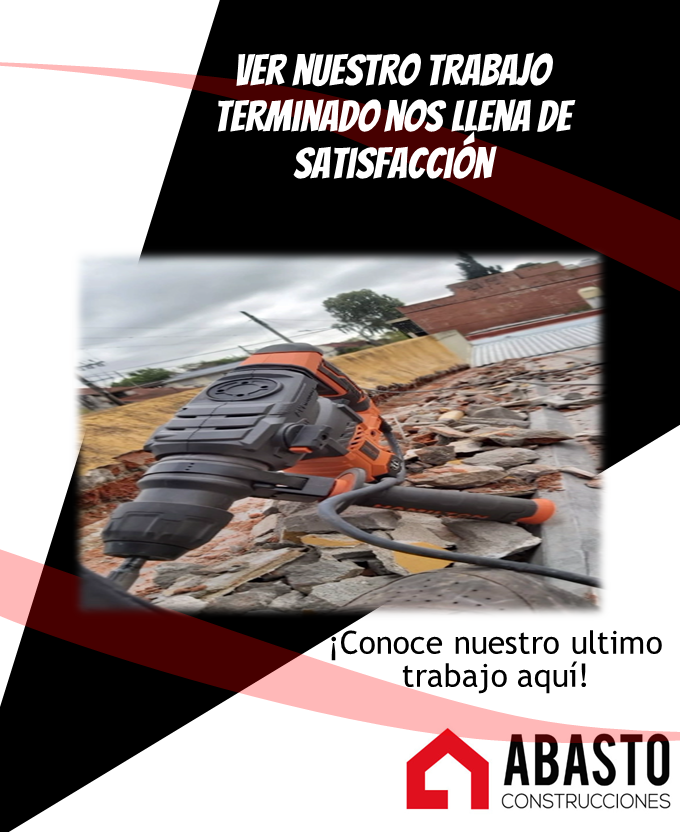 VER NUESTRO TRABAJO
TERMINADO NOS LLENA DE
SATISFACCIÓN
¡Conoce nuestro ultimo
trabajo aquí!
ABASTO
CONSTRUCCIONES